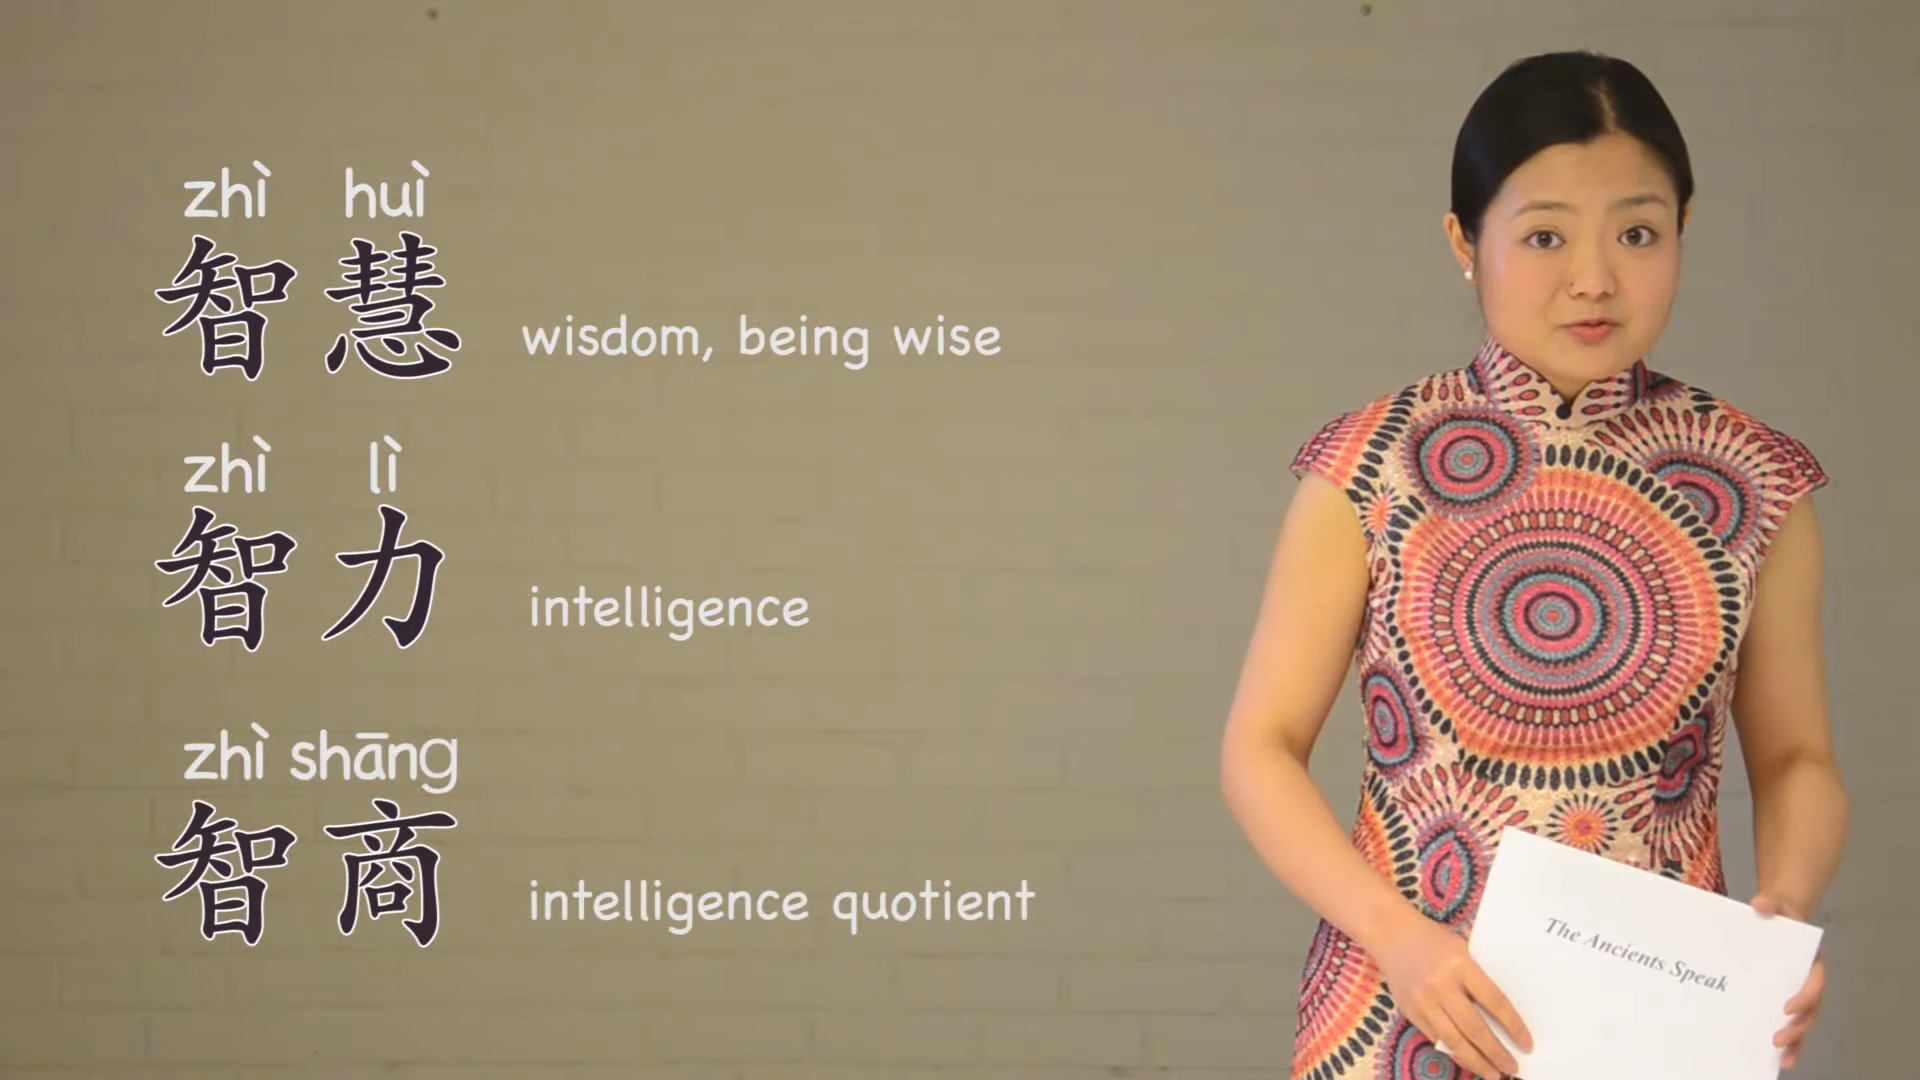 zhì huì
智慧 wisdom, being wise
zhì lì
智力 intelligence
zhì shāng
智商 intelligence quotient
The Ancients Speak